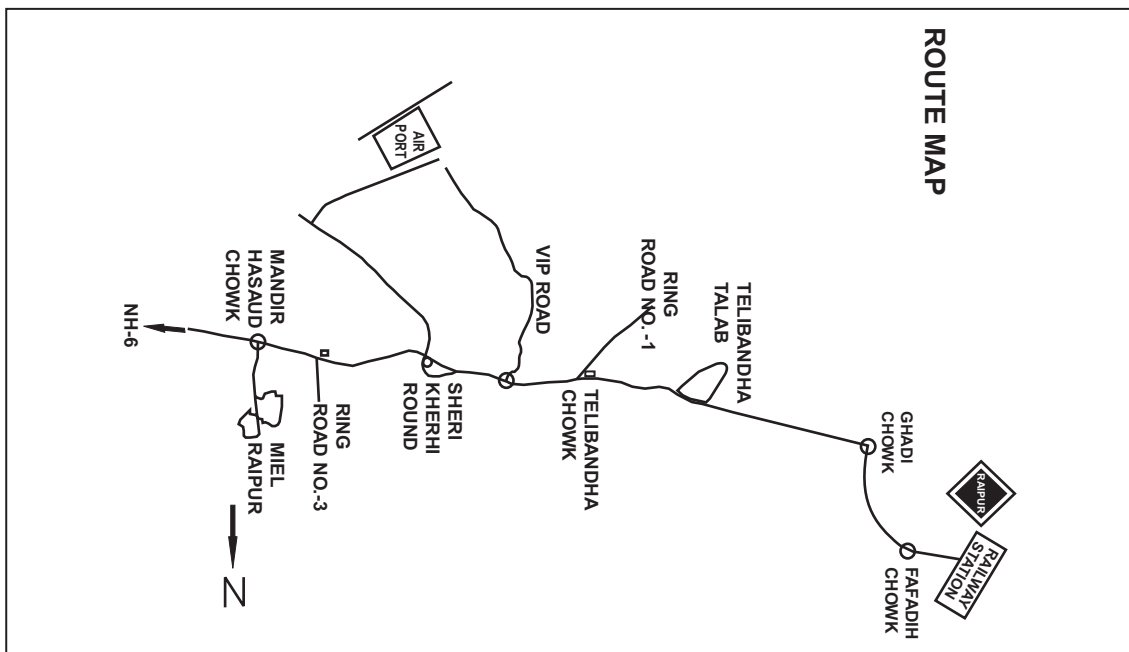 ROUTE MAP
AIR
PORT
VIP ROAD
RING
ROAD NO.-1
TELIBANDHA
TALAB
MANDIR
HASAUD
CHOWK
NH-6
SHERI
KHERHI
ROUND
TELIBANDHA
CHOWK
GHADI
CHOWK
RAIPUR
RAILWAY
STATION
FAFADIH
CHOWK
RING
ROAD NO.-3
MIEL
RAIPUR
N